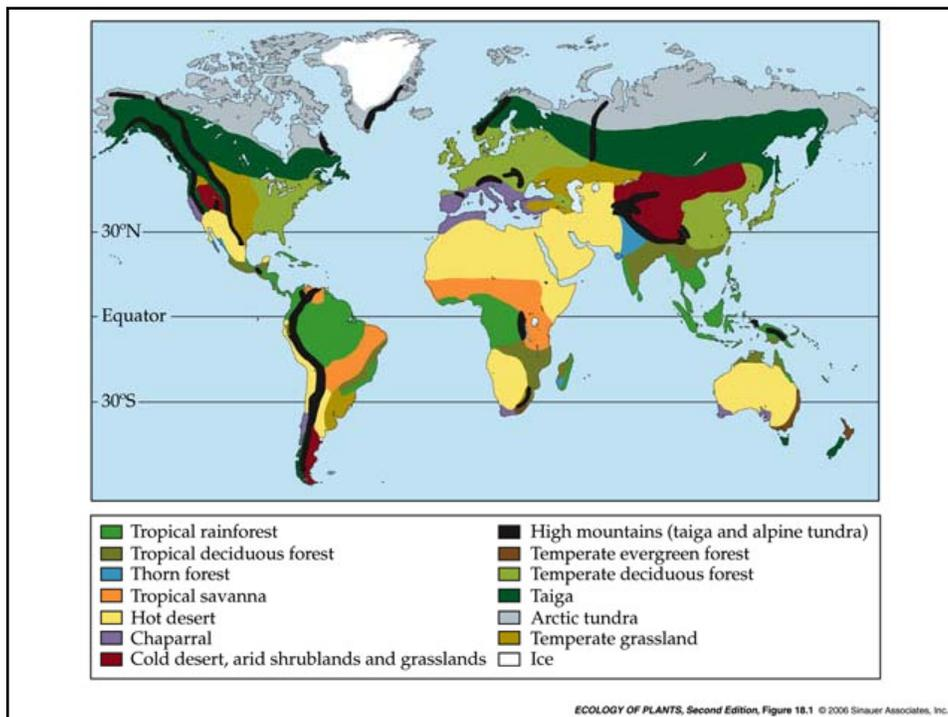 30ºN
Equator
30ºS
Tropical rainforest
Tropical deciduous forest
Thorn forest
Tropical savanna
Hot desert
Chaparral
Cold desert, arid shrublands and grasslands
High mountains (taiga and alpine tundra)
Temperate evergreen forest
Temperate deciduous forest
Taiga
Arctic tundra
Temperate grassland
Ice
ECOLOGY OF PLANTS, Second Edition, Figure 18.1 © 2006 Sinauer Associates, Inc.